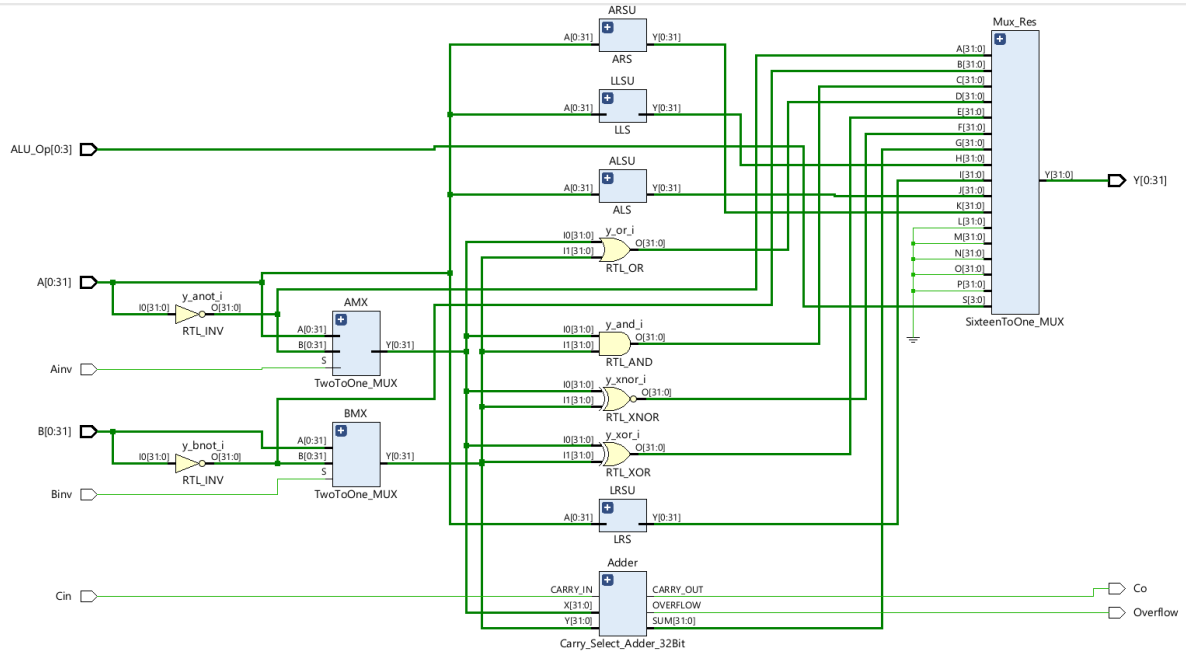 ARSU
A[0:31] Y[0:31]
ARS
Mux_Res
A[31:0]
B[31:0]
C[31:0]
D[31:0]
E[31:0]
F[31:0]
G[31:0]
H[31:0]
I[31:0]
J[31:0]
K[31:0]
L[31:0]
M[31:0]
N[31:0]
O[31:0]
P[31:0]
S[3:0]
Y[31:0]
SixteenToOne_MUX
Y[0:31]
LLSU
A[0:31] Y[0:31]
LLS
ALU_Op[0:3]
ALSU
A[0:31] Y[0:31]
ALS
y_or_i
I0[31:0] O[31:0]
I1[31:0]
RTL_OR
A[0:31]
y_anot_i
I0[31:0] O[31:0]
RTL_INV
AMX
A[0:31]
B[0:31] Y[0:31]
S
TwoToOne_MUX
Ainv
y_and_i
I0[31:0] O[31:0]
I1[31:0]
RTL_AND
y_xnor_i
I0[31:0] O[31:0]
I1[31:0]
RTL_XNOR
B[0:31]
y_bnot_i
I0[31:0] O[31:0]
RTL_INV
BMX
A[0:31]
B[0:31] Y[0:31]
S
TwoToOne_MUX
Binv
y_xor_i
I0[31:0] O[31:0]
I1[31:0]
RTL_XOR
LRSU
A[0:31] Y[0:31]
LRS
Adder
Cin
CARRY_IN CARRY_OUT
X[31:0] OVERFLOW
Y[31:0] SUM[31:0]
Carry_Select_Adder_32Bit
Co
Overflow